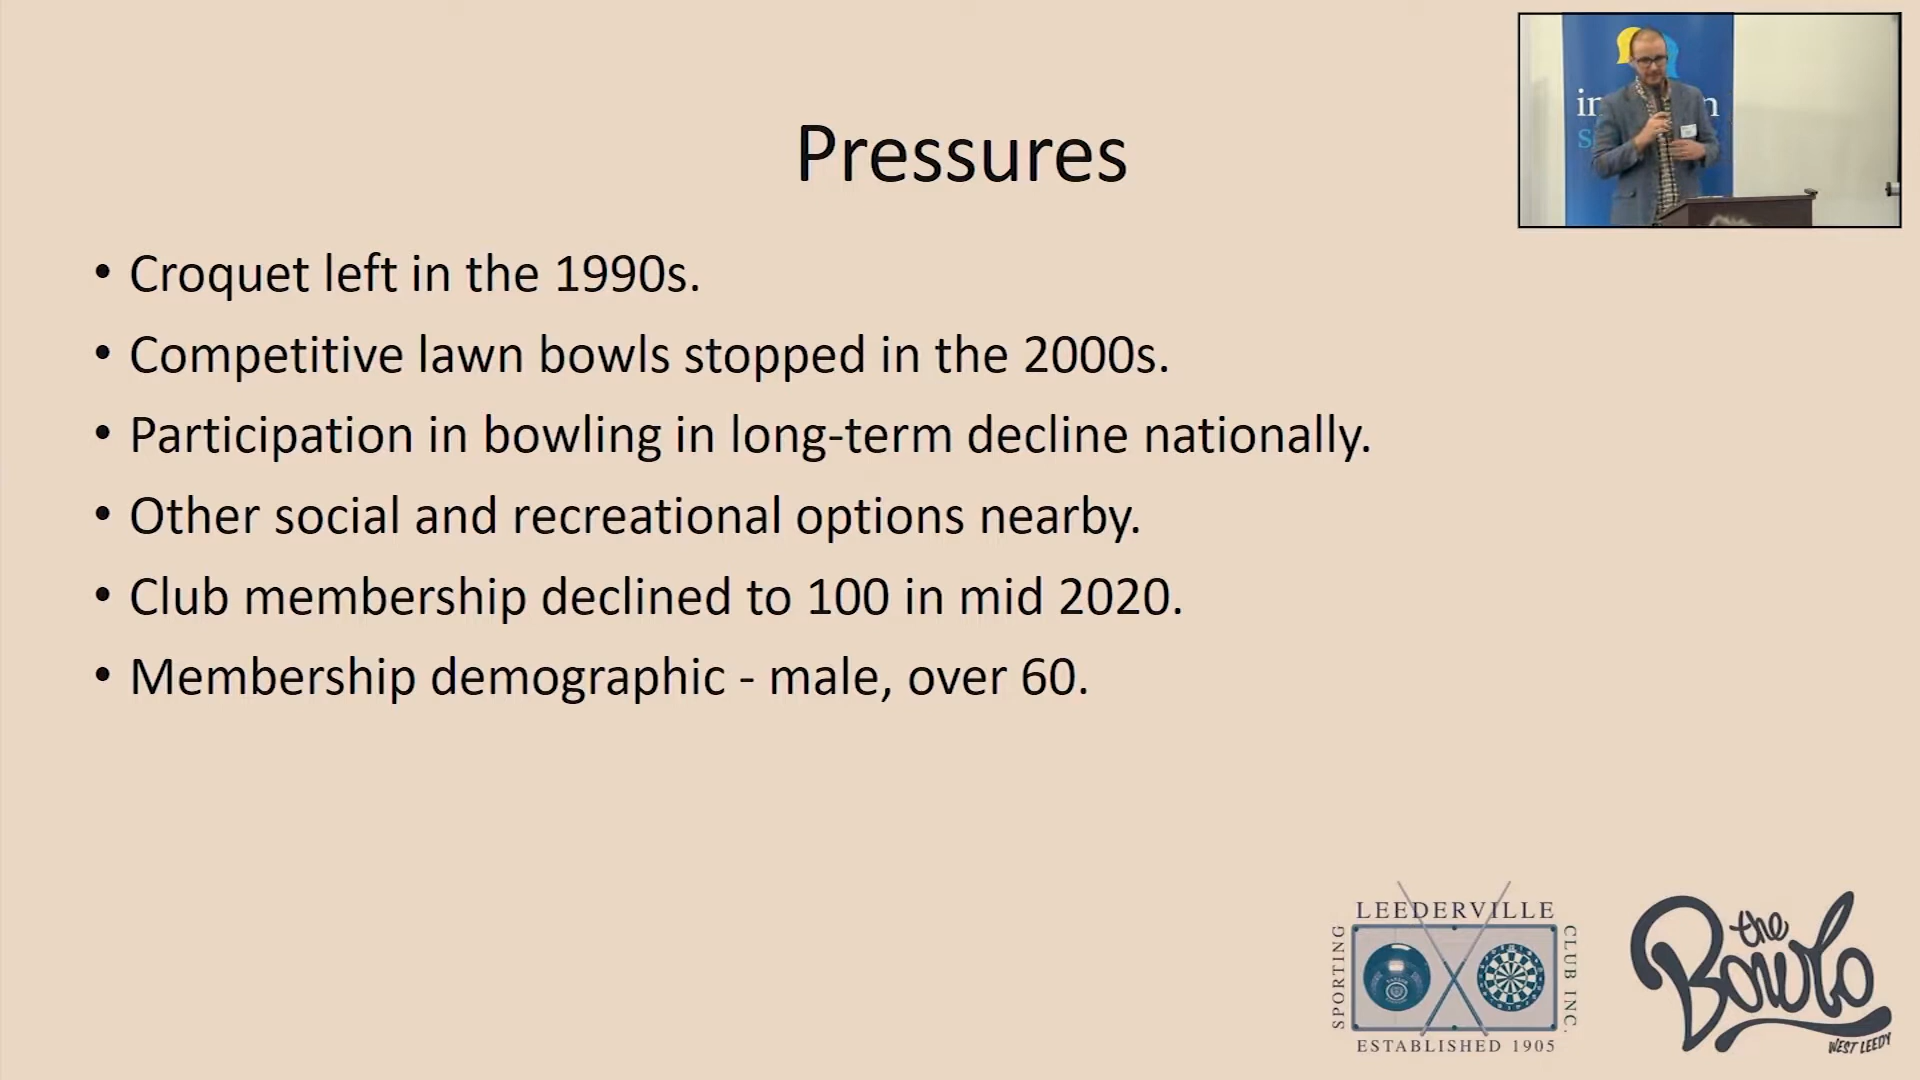 Pressures
• Croquet left in the 1990s.
• Competitive lawn bowls stopped in the 2000s.
• Participation in bowling in long-term decline nationally.
• Other social and recreational options nearby.
• Club membership declined to 100 in mid 2020.
• Membership demographic - male, over 60.
LEEDERVILLE
SPORTING
CLUB INC.
ESTABLISHED 1905
the
Bowlo
WEST LEEDY